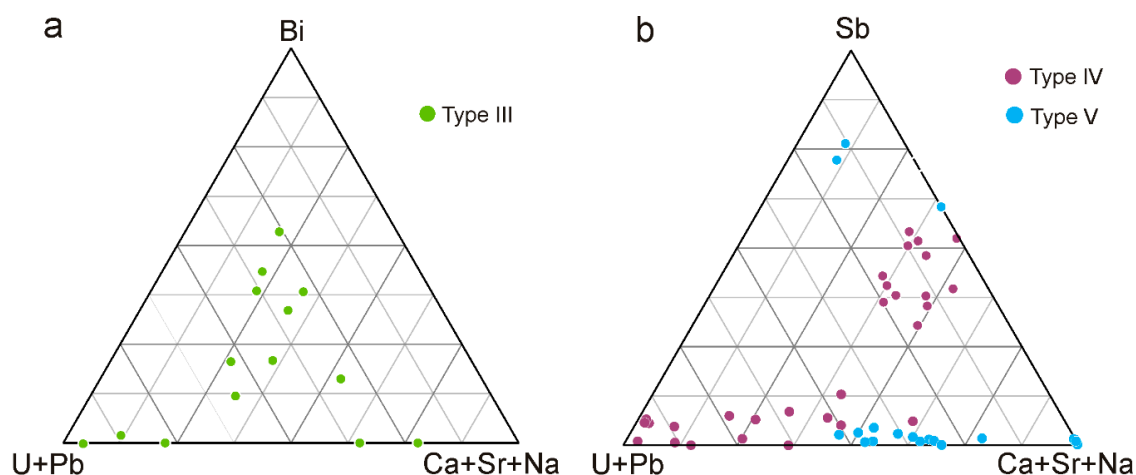 a
Bi
Type III
U+Pb
Ca+Sr+Na
b
Sb
Type IV
Type V
U+Pb
Ca+Sr+Na